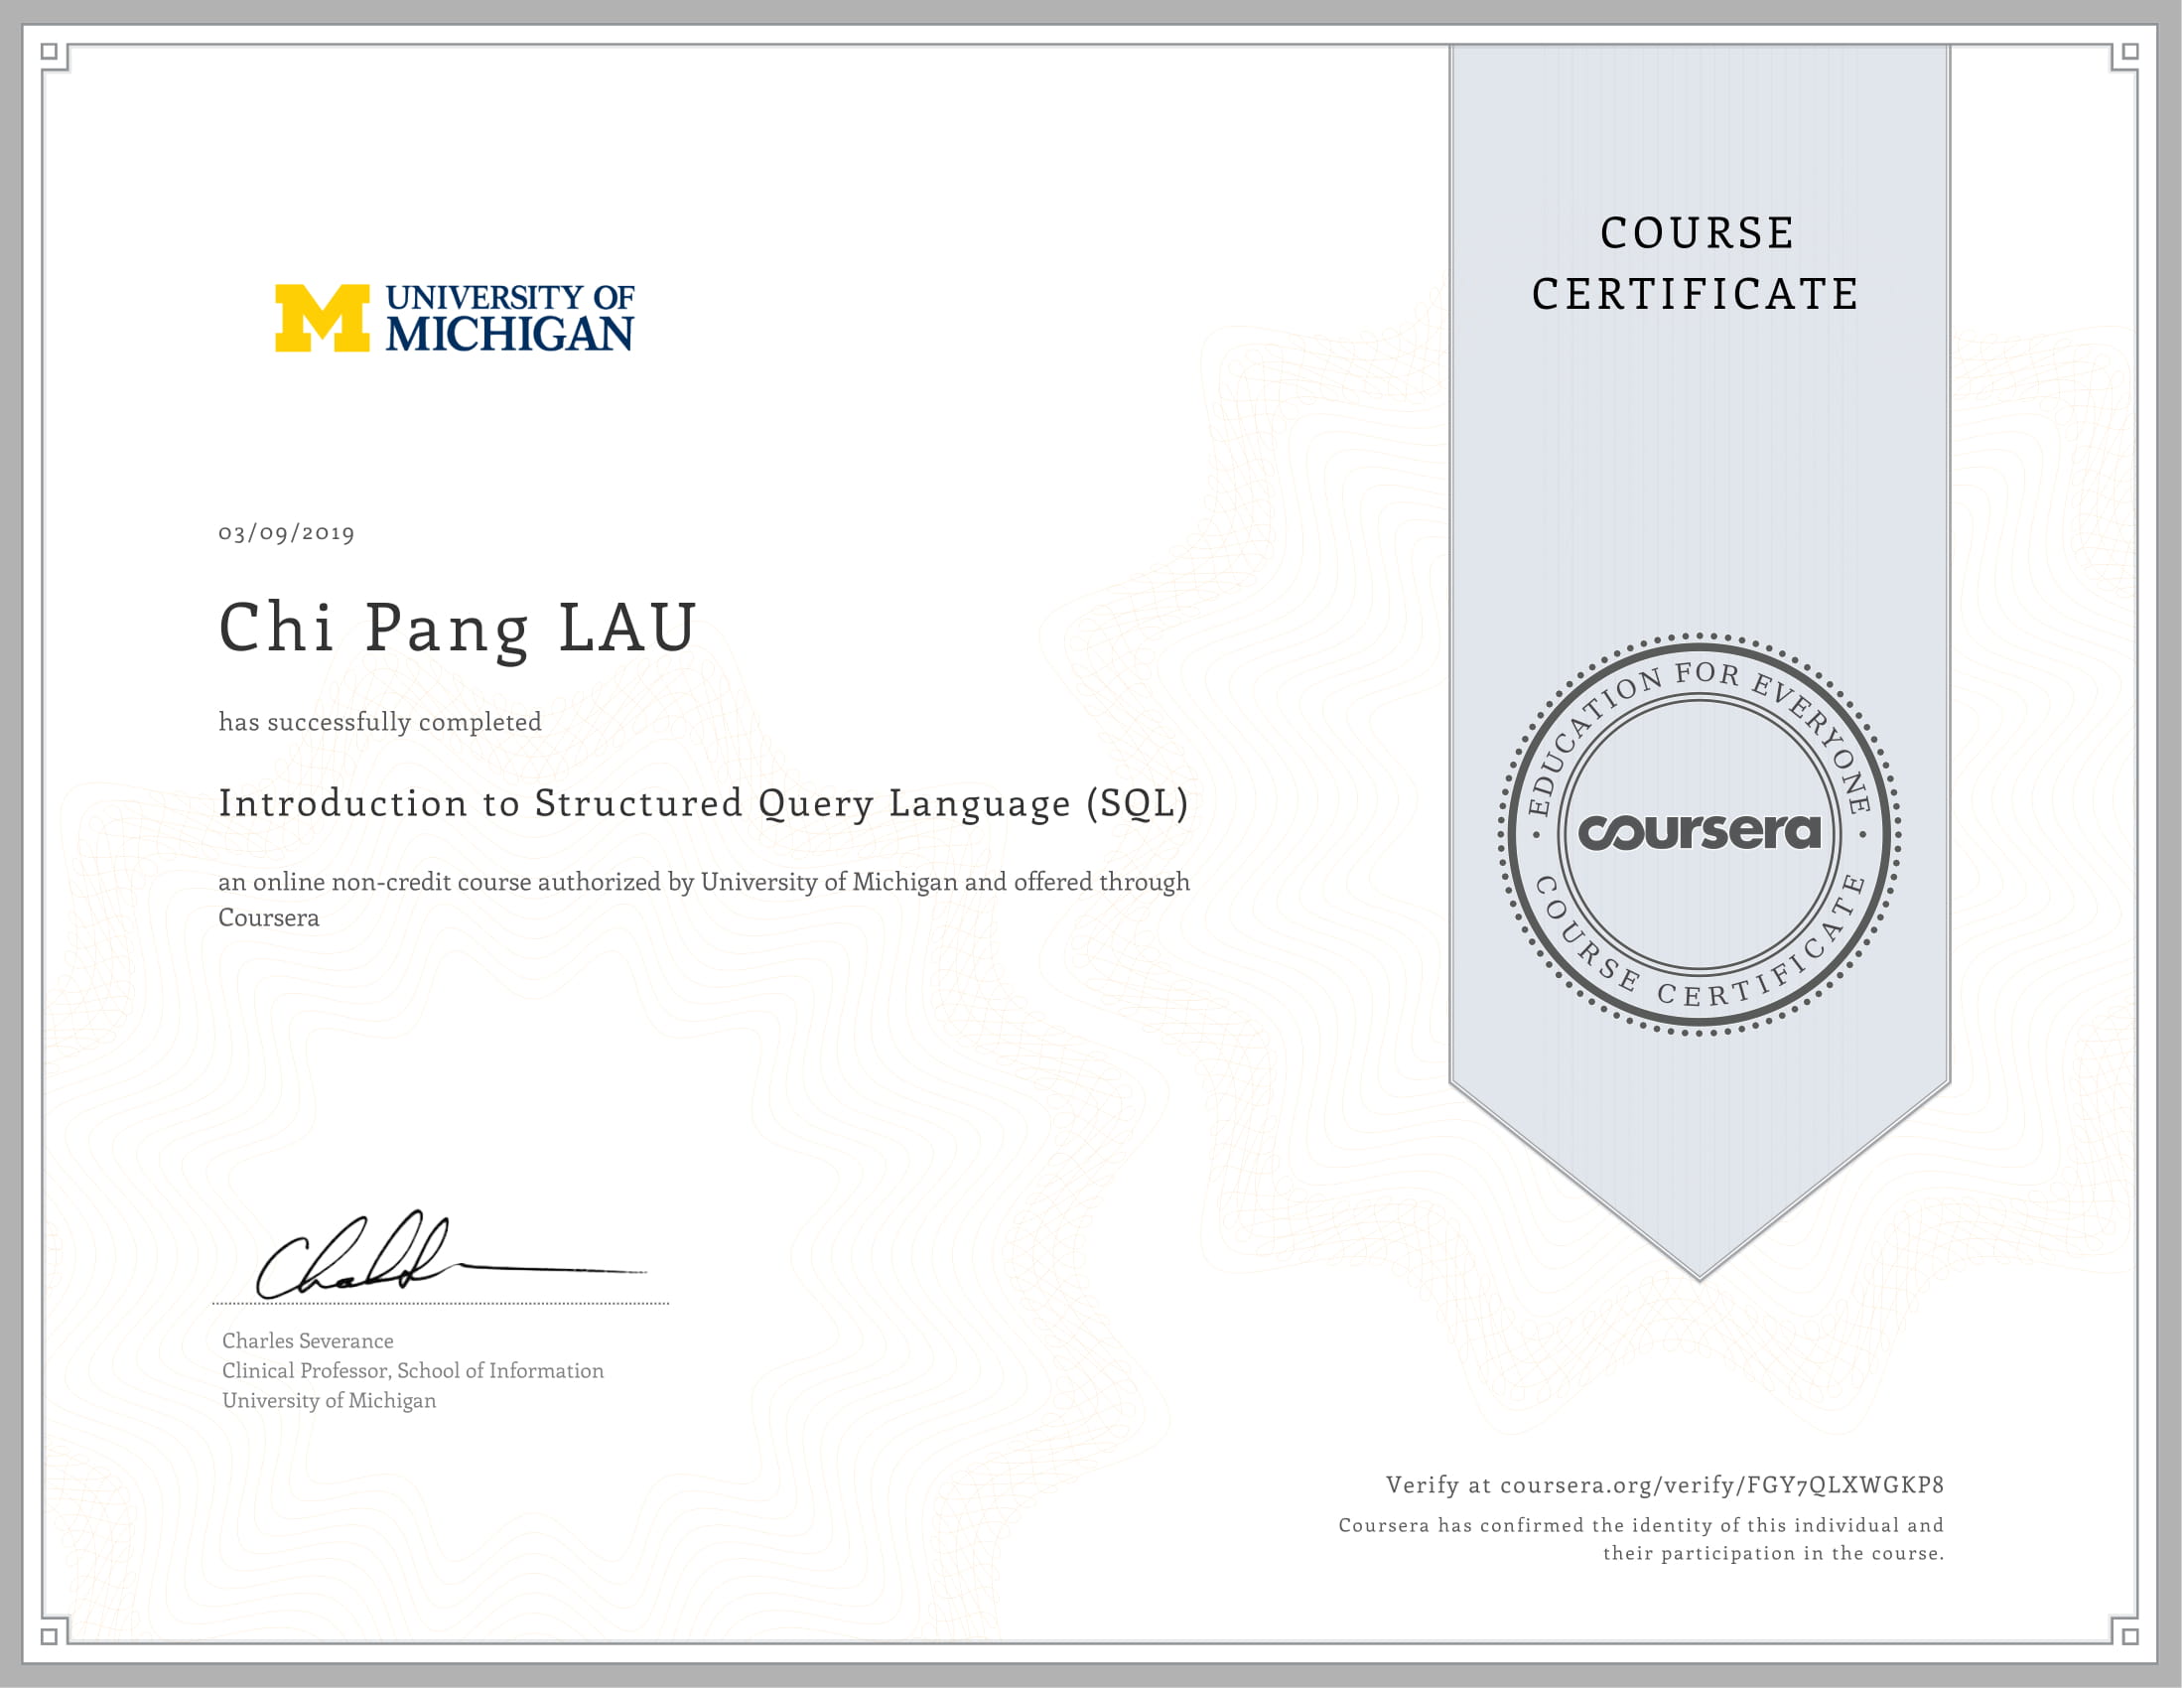 UNIVERSITY OF
MICHIGAN
COURSE
CERTIFICATE
03/09/2019
Chi Pang LAU
has successfully completed
Introduction to Structured Query Language (SQL)
an online non-credit course authorized by University of Michigan and offered through
Coursera
EDUCATION FOR EVERYONE
coursera
COURSE CERTIFICATE
Charles Severance
Clinical Professor, School of Information
University of Michigan
Verify at coursera.org/verify/FGY7QLXWGKP8
Coursera has confirmed the identity of this individual and
their participation in the course.